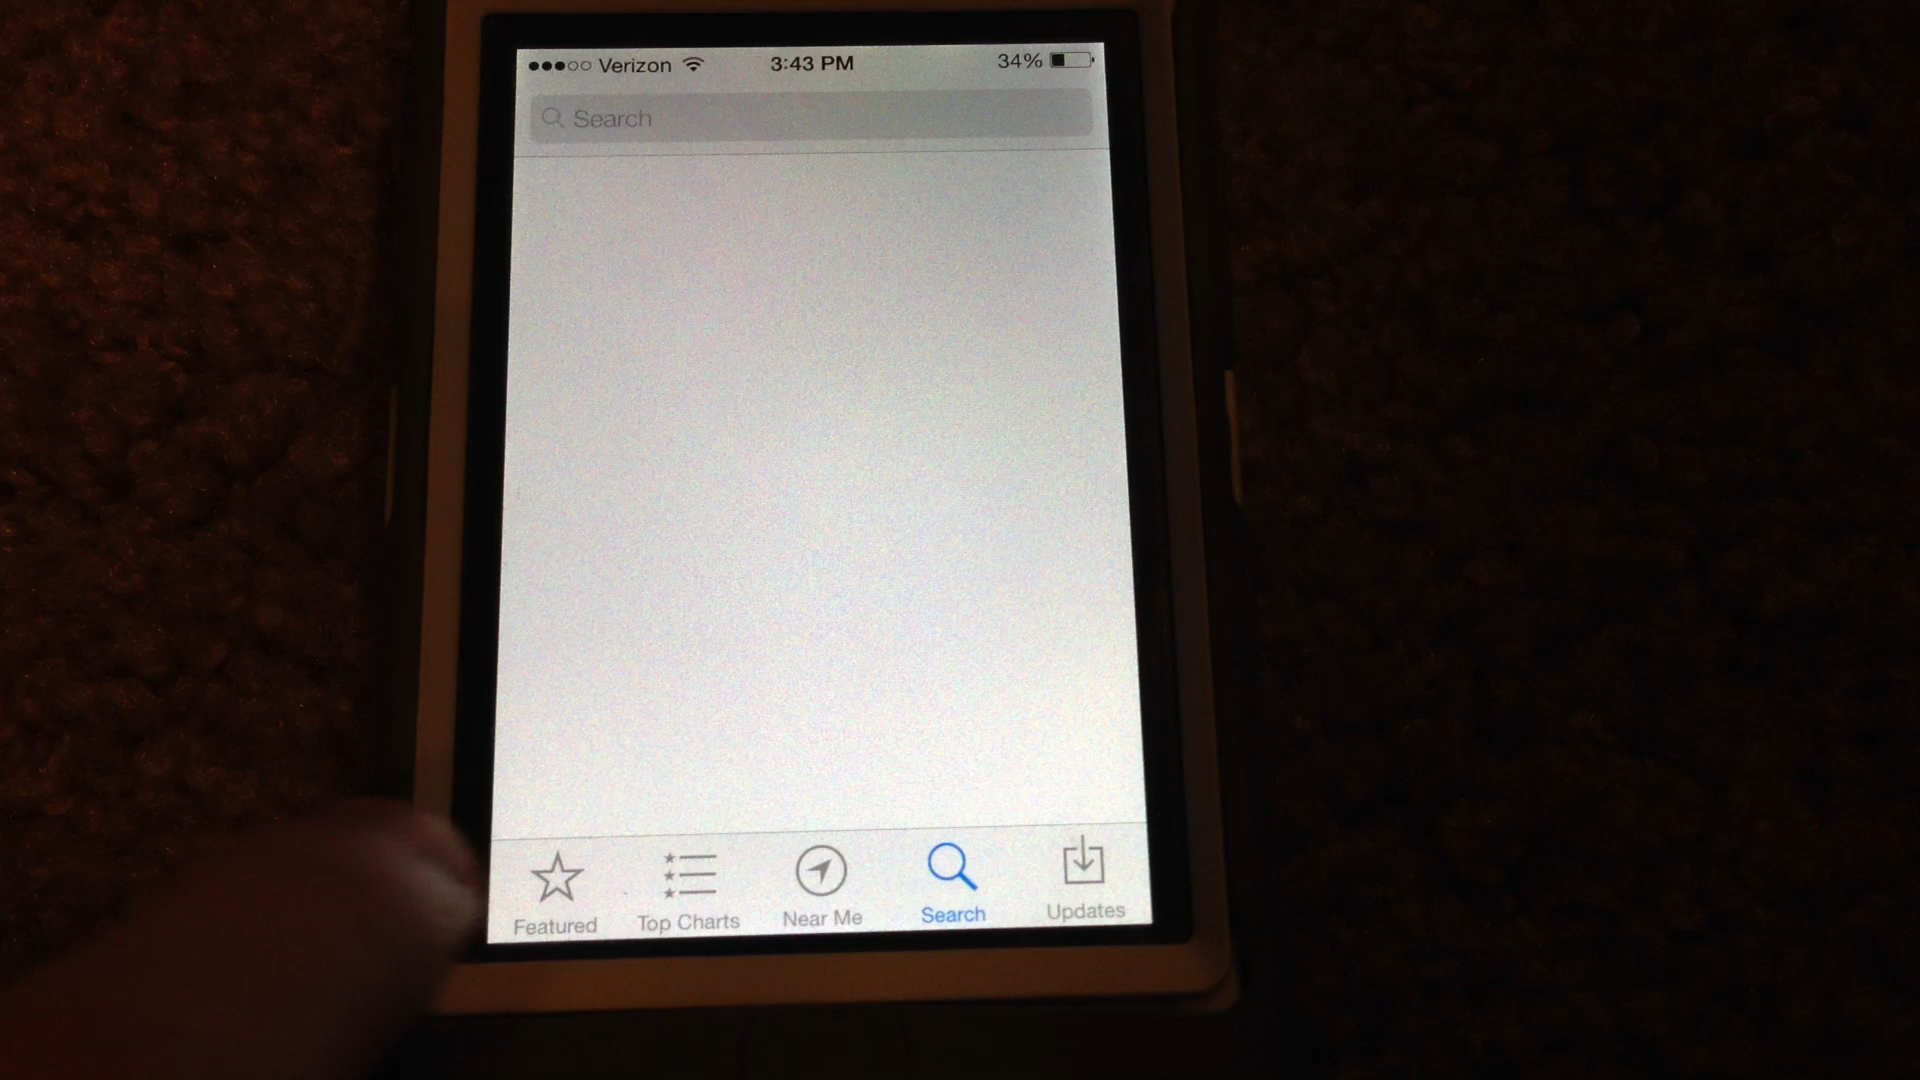 Verizon 3:43 PM 34%
Search
Featured Top Charts Near Me Search Updates